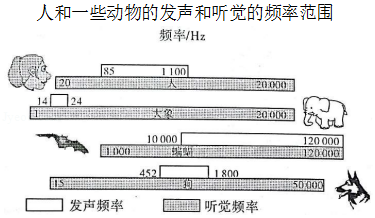 人和一些动物的发声和听觉的频率范围
频率/Hz
85 1 100
20 人 20 000
14 24
1 大象 20 000
10 000 120 000
1 000 蝙蝠 120 000
452 1 800
15 狗 50 000
发声频率 听觉频率